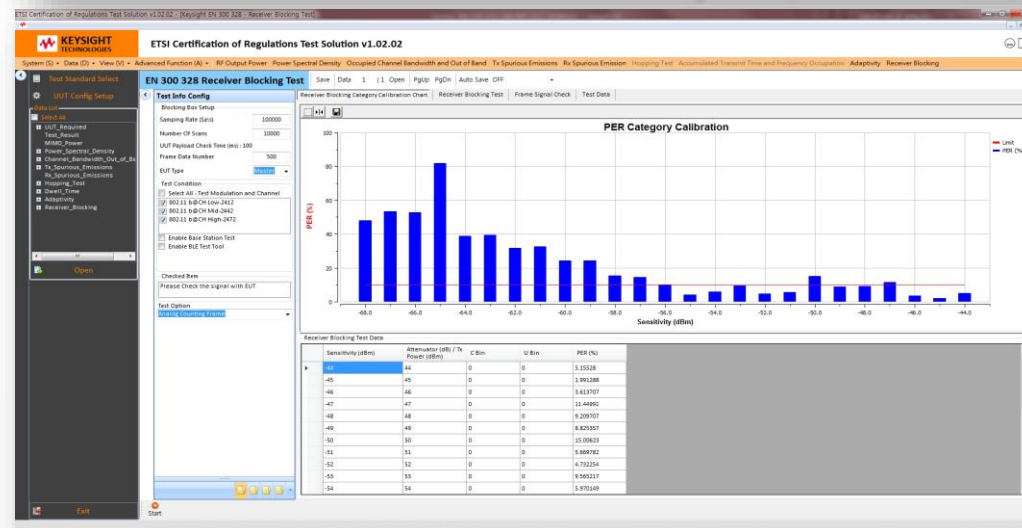 ETSI Certification of Regulations Test Solution v1.02.02 - [Keysight EN 300 328 - Receiver Blocking Test]
KEYSIGHT
TECHNOLOGIES
ETSI Certification of Regulations Test Solution v1.02.02
System (S) Data (D) View (V) Advanced Function (A) RF Output Power Power Spectral Density Occupied Channel Bandwidth and Out of Band Tx Spurious Emissions Rx Spurious Emission Hopping Test Accumulated Transmit Time and Frequency Occupation Adaptivity Receiver Blocking
Test Standard Select
UUT Config Setup
Data List
Select All
UUT_Required
Test_Result
MIMO_Power
Power_Spectral_Density
Channel_Bandwidth_Out_of_Ba
Tx_Spurious_Emissions
Rx_Spurious_Emissions
Hopping_Test
Dwell_Time
Adaptivity
Receiver_Blocking
Open
Exit
EN 300 328 Receiver Blocking Test
Save Data 1 |1 Open PgUp PgDn Auto Save OFF
Test Info Config
Blocking Box Setup
Sampling Rate (Sa/s) 100000
Number Of Scans 10000
UUT Payload Check Time (ms) : 100
Frame Data Number 500
EUT Type Master
Test Condition
Select All - Test Modulation and Channel
802.11 b@CH Low-2412
802.11 b@CH Mid-2442
802.11 b@CH High-2472
Enable Base Station Test
Enable BLE Test Tool
Checked Item
Please Check the signal with EUT
Test Option
Analog Counting Frame
Start
Receiver Blocking Category Calibration Chart Receiver Blocking Test Frame Signal Check Test Data
PER Category Calibration
Limit
PER (%
PER (%)
100
80
60
40
20
0
-68.0 -66.0 -64.0 -62.0 -60.0 -58.0 -56.0 -54.0 -52.0 -50.0 -48.0 -46.0 -44.0
Sensitivity (dBm)
Receiver Blocking Test Data
Sensitivity (dBm) Attenuator (dB) / Tx Power (dBm) C Bin U Bin PER (%)
-44 44 0 0 5.15528
-45 45 0 0 1.991288
-46 46 0 0 3.613707
-47 47 0 0 11.44991
-48 48 0 0 9.209707
-49 49 0 0 8.825357
-50 50 0 0 15.00623
-51 51 0 0 5.669782
-52 52 0 0 4.732254
-53 53 0 0 9.565217
-54 54 0 0 5.970149